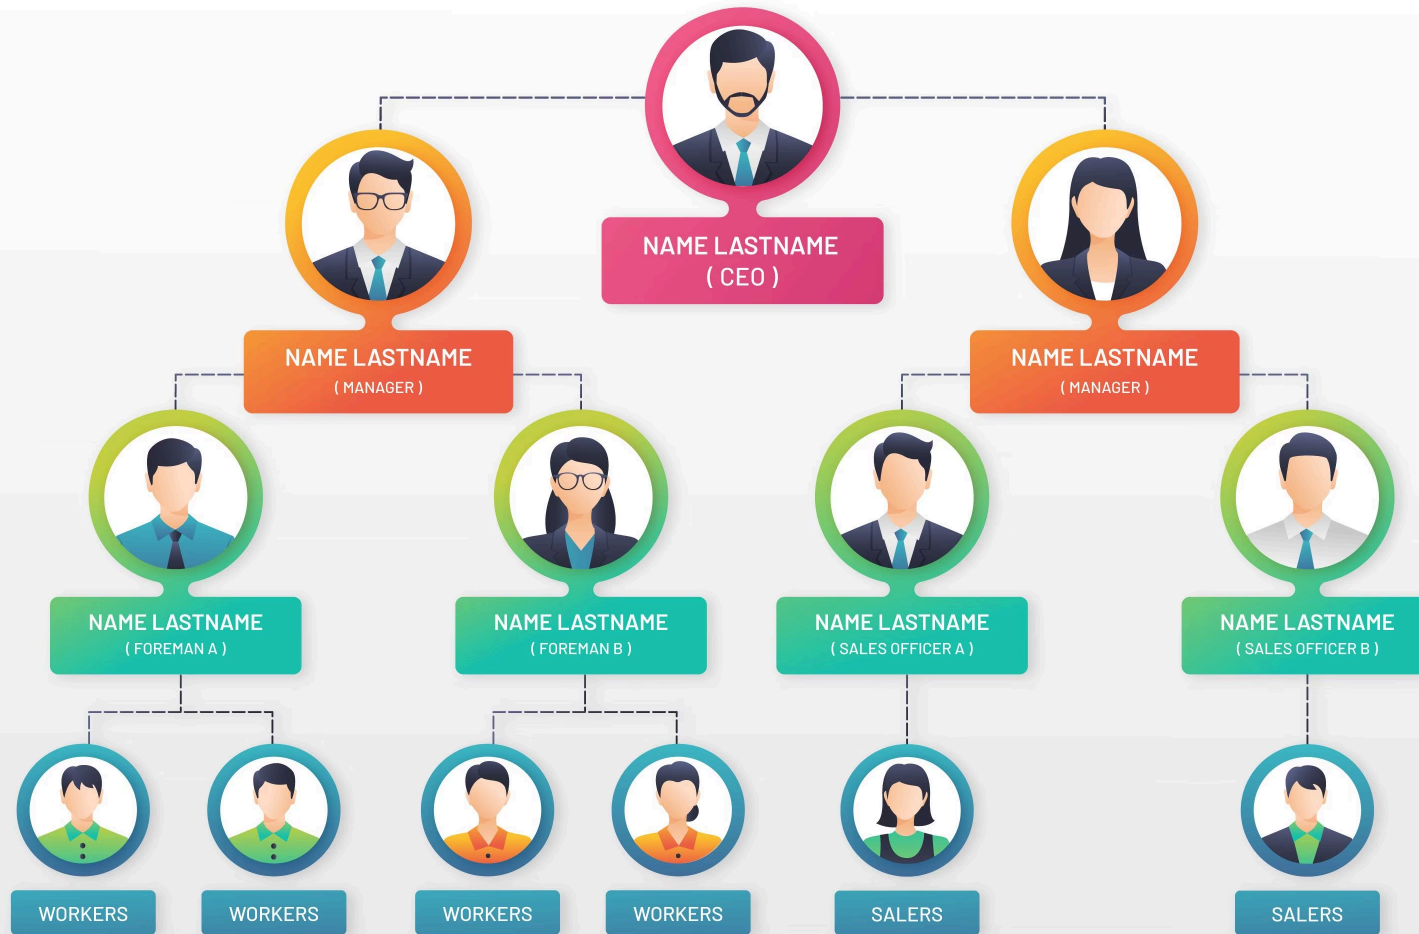 NAME LASTNAME
( CEO )
NAME LASTNAME
( MANAGER )
NAME LASTNAME
( MANAGER )
NAME LASTNAME
( FOREMAN A )
NAME LASTNAME
( FOREMAN B )
NAME LASTNAME
( SALES OFFICER A )
NAME LASTNAME
( SALES OFFICER B )
WORKERS
WORKERS
WORKERS
WORKERS
SALERS
SALERS